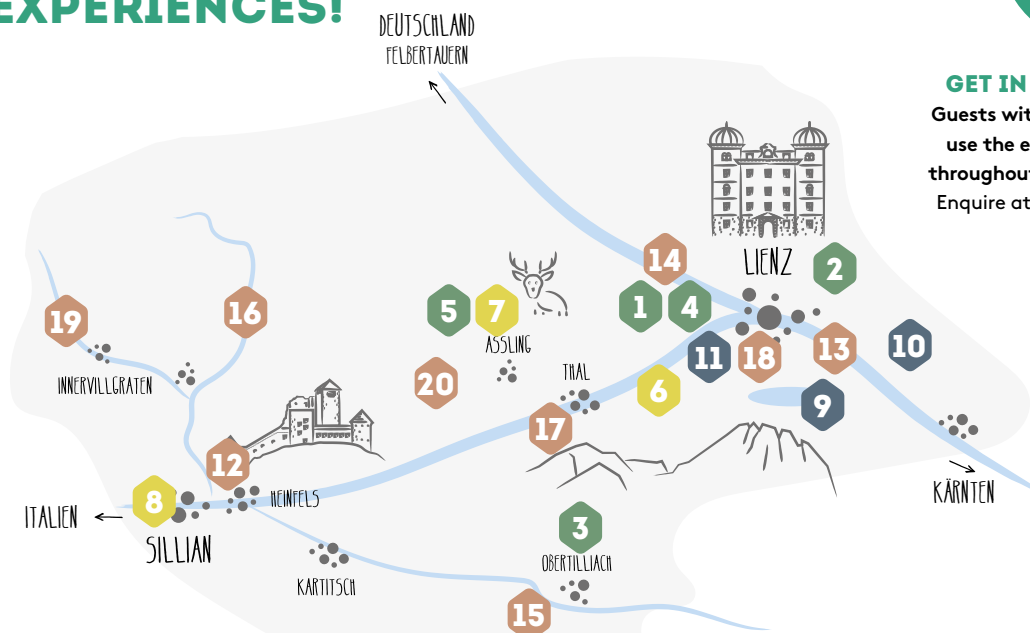 EXPERIENCES!
DEUTSCHLAND
FELBERTAUERN
GET IN
Guests wit
use the e
throughout
Enquire at
LIENZ
2
14
1
4
5
7
ASSLING
16
19
INNERVILLGRATEN
20
THAL
11
18
13
10
6
9
17
12
HEINFELS
8
ITALIEN
SILLIAN
KÄRNTEN
3
OBERTILLIACH
KARTITSCH
15